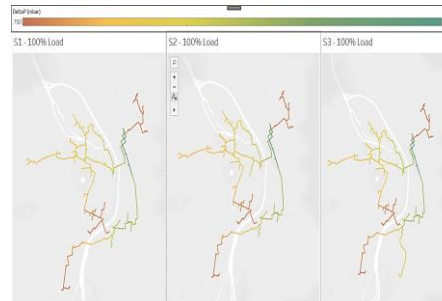 DeltaP(mbar)
700
S1 - 100% Load
S2 - 100% Load
S3 - 100% Load